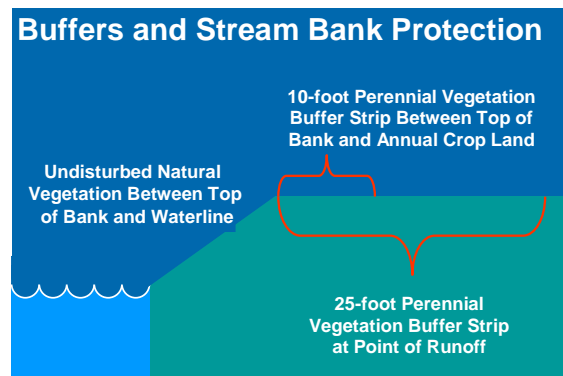 Buffers and Stream Bank Protection
10-foot Perennial Vegetation
Buffer Strip Between Top of
Bank and Annual Crop Land
Undisturbed Natural
Vegetation Between Top
of Bank and Waterline
25-foot Perennial
Vegetation Buffer Strip
at Point of Runoff